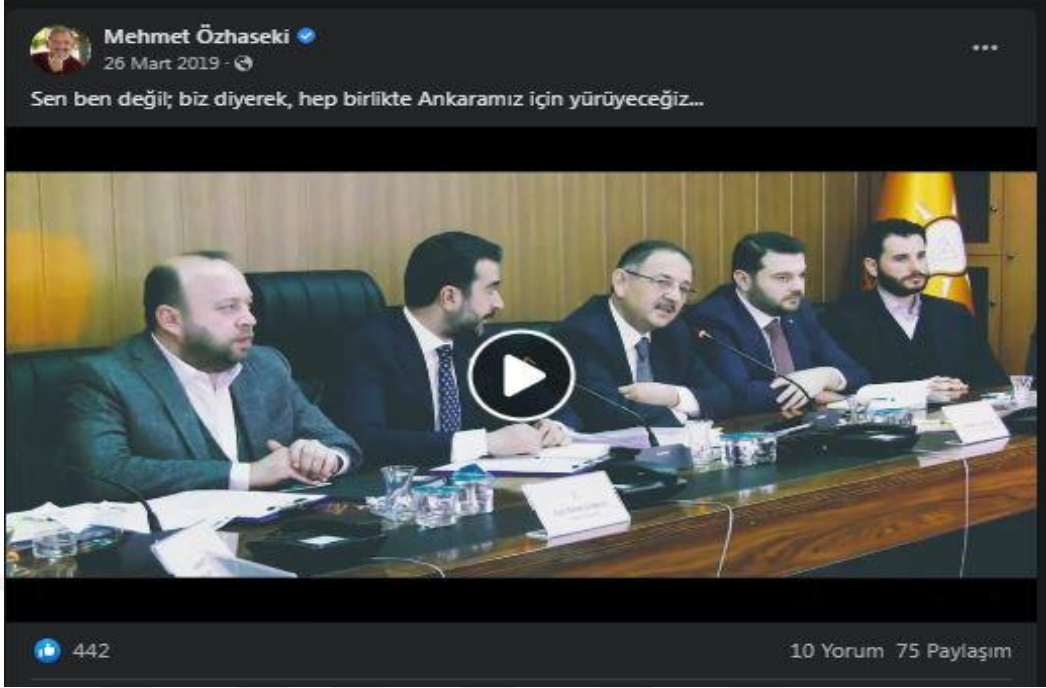 Mehmet Özhaseki
26 Mart 2019 ·
Sen ben değil; biz diyerek, hep birlikte Ankaramız için yürüyeceğiz...
442
10 Yorum 75 Paylaşım